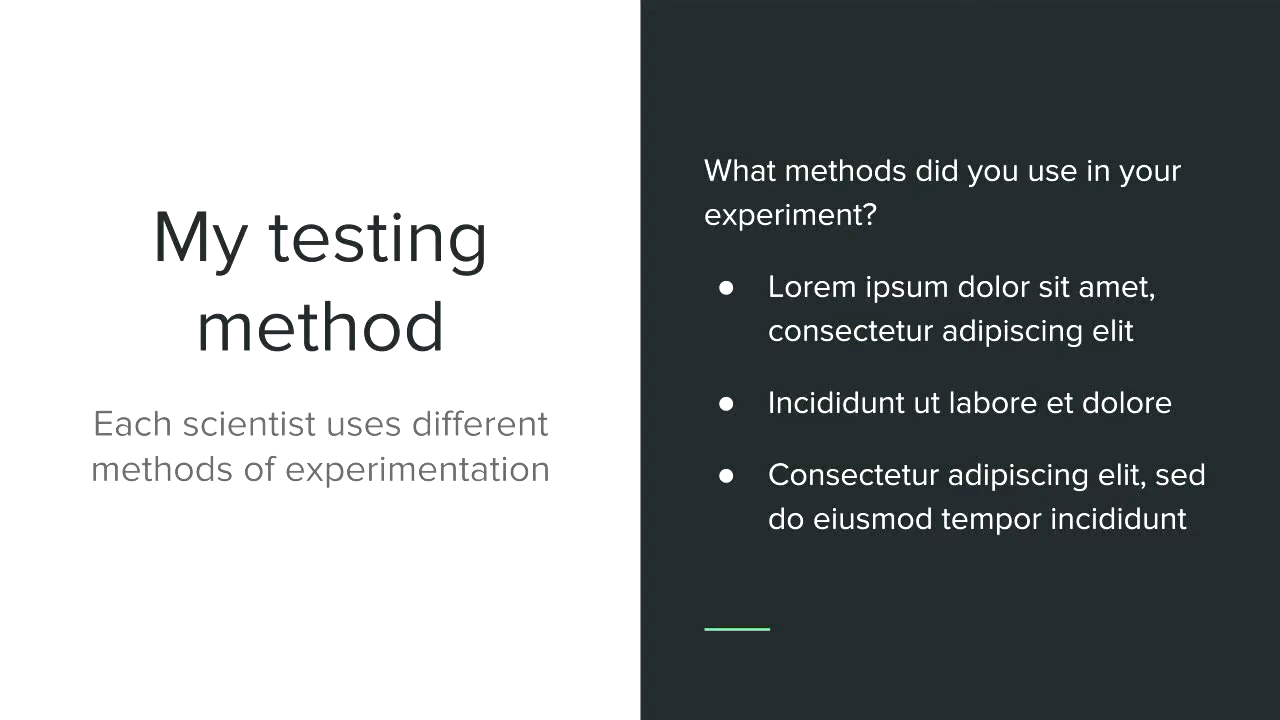 My testing
method
Each scientist uses different
methods of experimentation
What methods did you use in your
experiment?
● Lorem ipsum dolor sit amet,
consectetur adipiscing elit
● Incididunt ut labore et dolore
● Consectetur adipiscing elit, sed
do eiusmod tempor incididunt